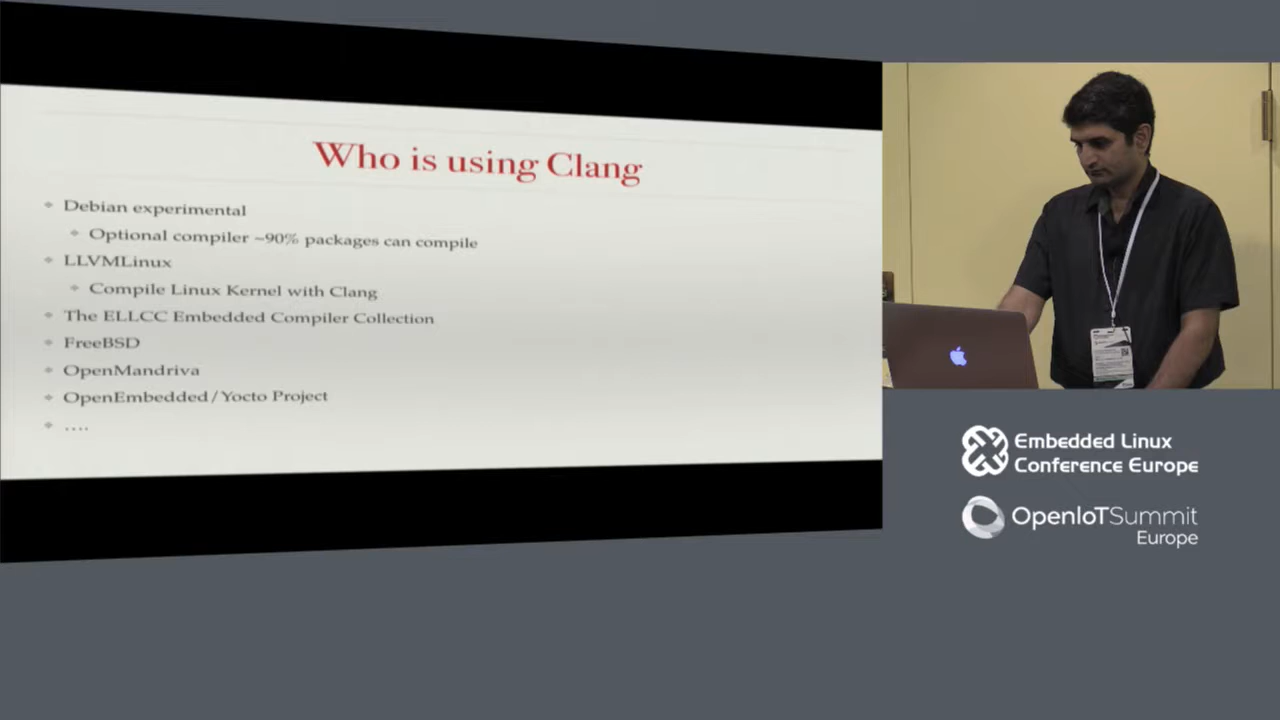 Who is using Clang
Debian experimental
Optional compiler ~90% packages can compile
LLVMLinux
Compile Linux Kernel with Clang
The ELLCC Embedded Compiler Collection
FreeBSD
OpenMandriva
OpenEmbedded/Yocto Project
....
Embedded Linux
Conference Europe
OpenIoTSummit
Europe